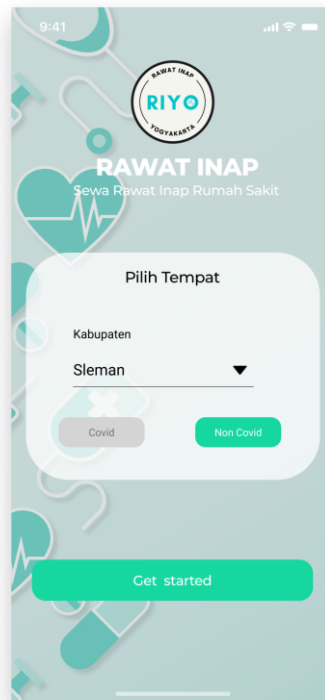 9:41
RAWAT INAP
RIYO
YOGYAKARTA
RAWAT INAP
Sewa Rawat Inap Rumah Sakit
Pilih Tempat
Kabupaten
Sleman
Covid
Non Covid
Get started